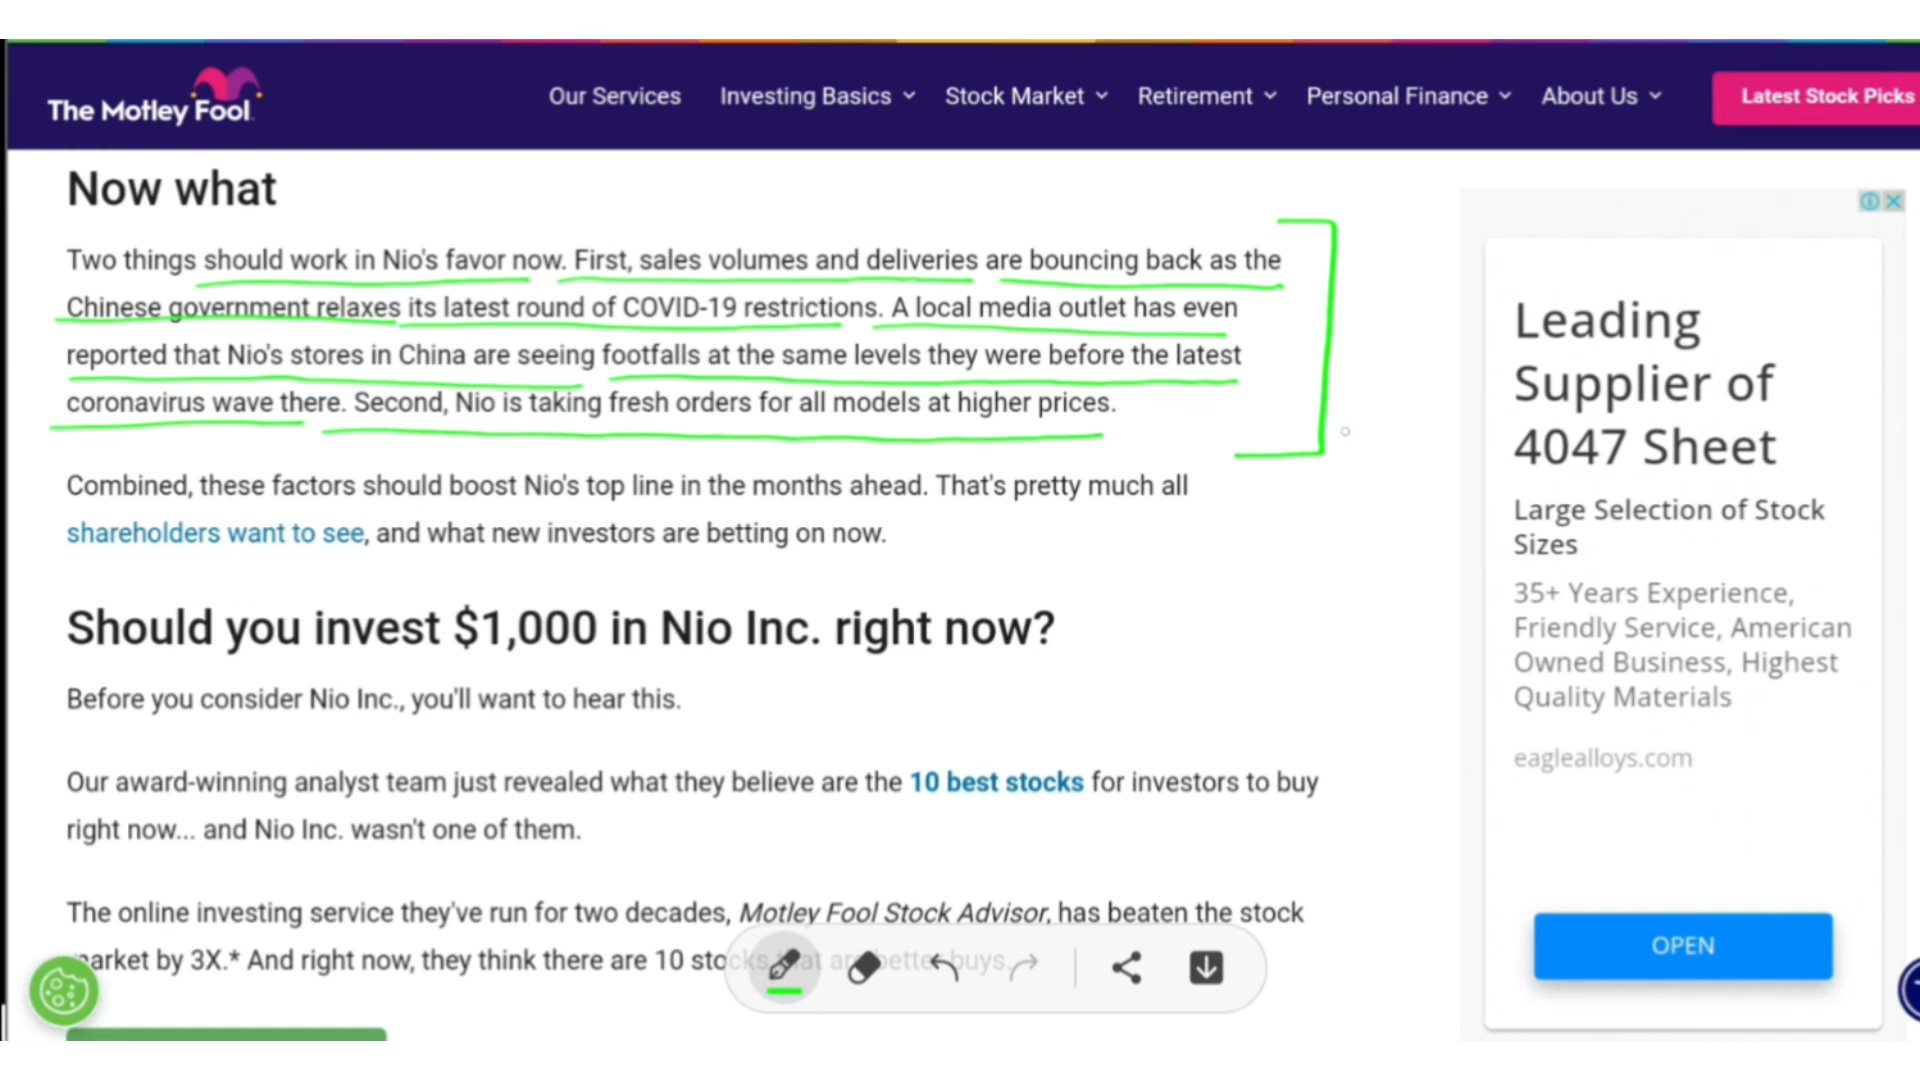 The Motley Fool
Our Services
Investing Basics
Stock Market
Retirement
Personal Finance
About Us
Latest Stock Picks
Now what
Two things should work in Nio's favor now. First, sales volumes and deliveries are bouncing back as the
Chinese government relaxes its latest round of COVID-19 restrictions. A local media outlet has even
reported that Nio's stores in China are seeing footfalls at the same levels they were before the latest
coronavirus wave there. Second, Nio is taking fresh orders for all models at higher prices.
Combined, these factors should boost Nio's top line in the months ahead. That's pretty much all
shareholders want to see, and what new investors are betting on now.
Should you invest $1,000 in Nio Inc. right now?
Before you consider Nio Inc., you'll want to hear this.
Our award-winning analyst team just revealed what they believe are the 10 best stocks for investors to buy
right now... and Nio Inc. wasn't one of them.
The online investing service they've run for two decades, Motley Fool Stock Advisor, has beaten the stock
market by 3X.* And right now, they think there are 10 stocks that are better buys.
Leading
Supplier of
4047 Sheet
Large Selection of Stock
Sizes
35+ Years Experience,
Friendly Service, American
Owned Business, Highest
Quality Materials
eaglealloys.com
OPEN